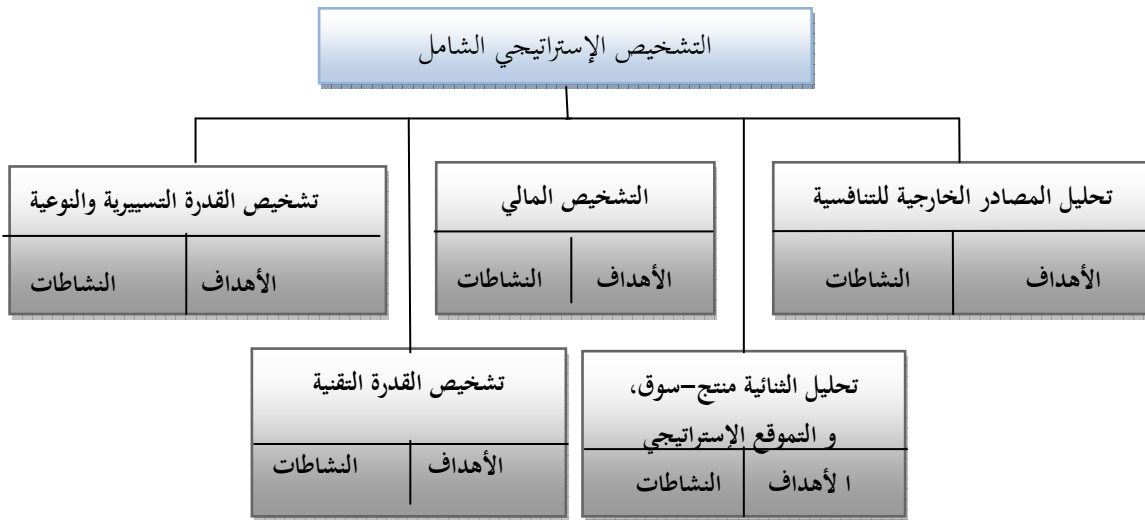 التشخيص الإستراتيجي الشامل
تحليل المصادر الخارجية للتنافسية
الأهداف
النشاطات
التشخيص المالي
الأهداف
النشاطات
تشخيص القدرة التسييرية والنوعية
الأهداف
النشاطات
تحليل الثنائية منتج–سوق،
و التموقع الإستراتيجي
ا لأهداف
النشاطات
تشخيص القدرة التقنية
الأهداف
النشاطات